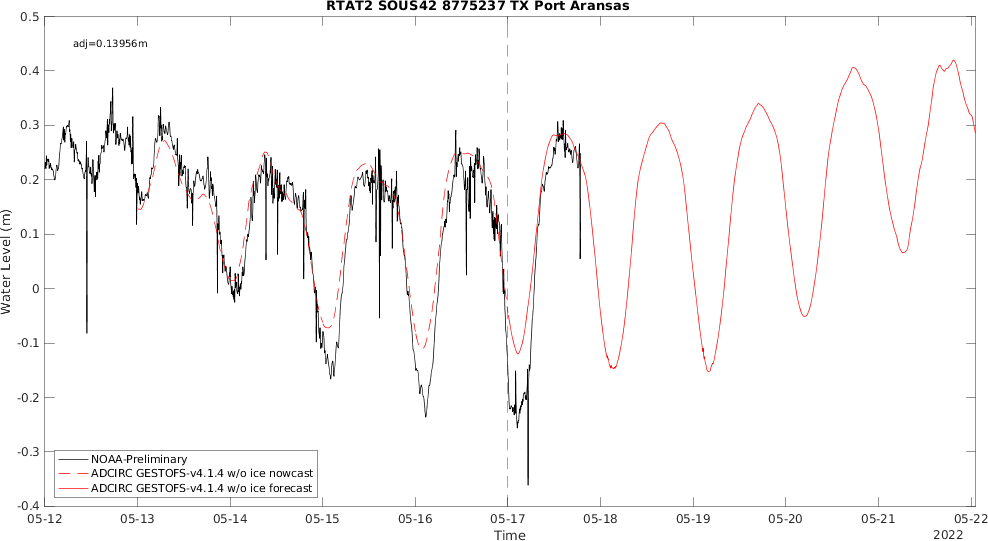 RTAT2 SOUS42 8775237 TX Port Aransas
adj=0.13956m
0.5
0.4
0.3
0.2
0.1
0
-0.1
-0.2
-0.3
-0.4
Water Level (m)
NOAA-Preliminary
ADCIRC GESTOFS-v4.1.4 w/o ice nowcast
ADCIRC GESTOFS-v4.1.4 w/o ice forecast
05-12 05-13 05-14 05-15 05-16 05-17 05-18 05-19 05-20 05-21 05-22
Time
2022